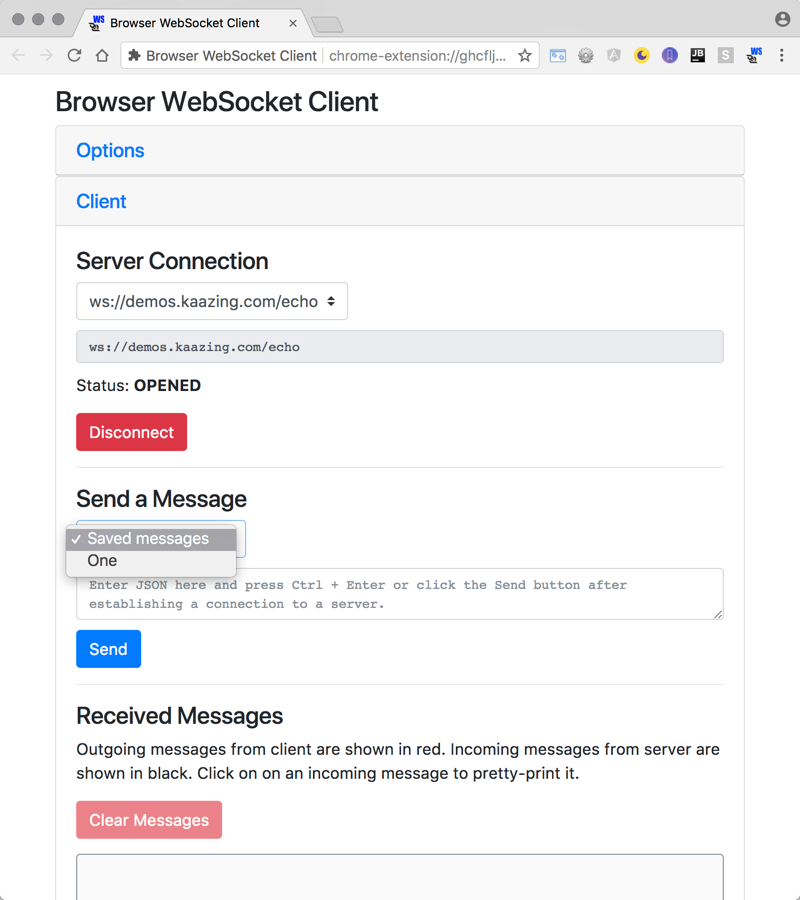 WS Browser WebSocket Client ×
Browser WebSocket Client chrome-extension://ghcflj... JB S WS
Browser WebSocket Client
Options
Client
Server Connection
ws://demos.kaazing.com/echo
ws://demos.kaazing.com/echo
Status: OPENED
Disconnect
Send a Message
✓ Saved messages
One
Enter JSON here and press Ctrl + Enter or click the Send button after
establishing a connection to a server.
Send
Received Messages
Outgoing messages from client are shown in red. Incoming messages from server are
shown in black. Click on on an incoming message to pretty-print it.
Clear Messages